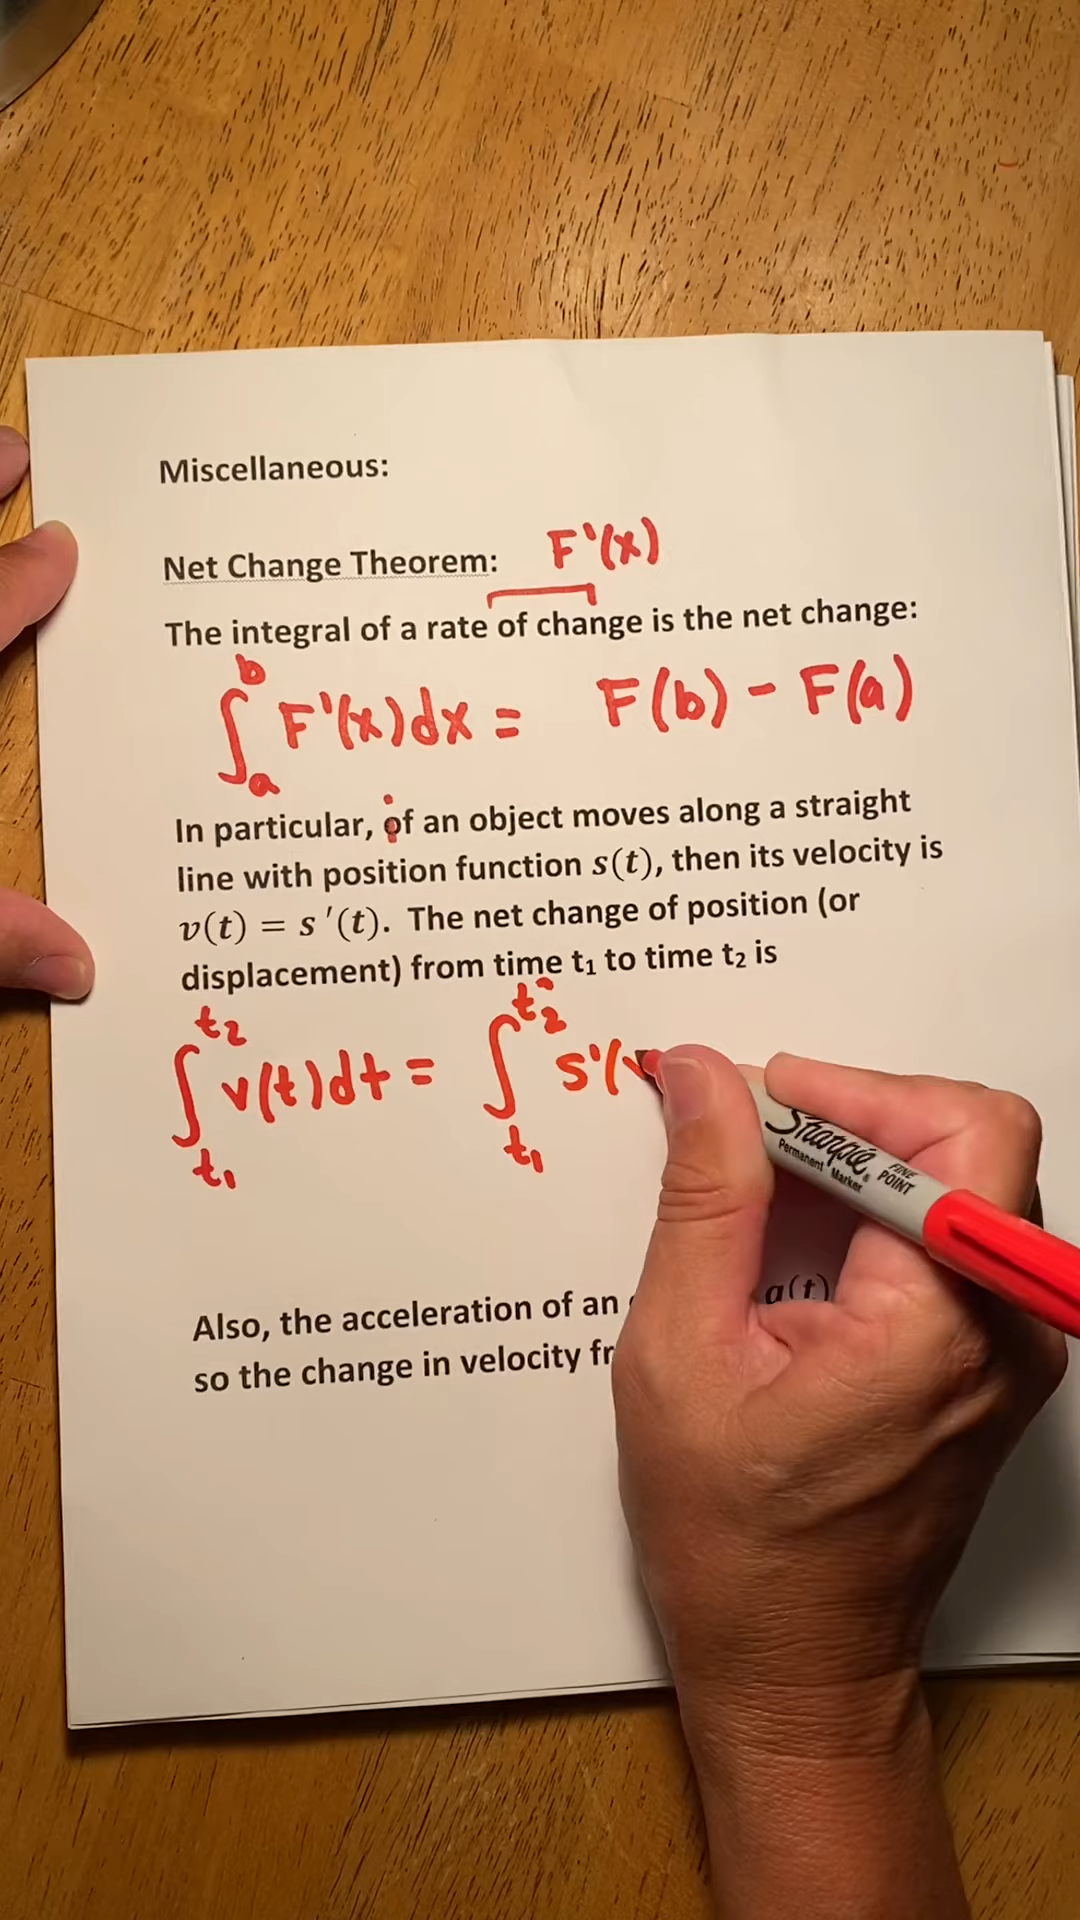 Miscellaneous:
Net Change Theorem: F'(x)
The integral of a rate of change is the net change:
∫ₐᵇ F'(x)dx = F(b) - F(a)
In particular, if an object moves along a straight
line with position function s(t), then its velocity is
v(t) = s '(t). The net change of position (or
displacement) from time t₁ to time t₂ is
∫ₜ₁ᵗ² v(t)dt = ∫ₜ₁ᵗ² s'(
Sharpie
FINE POINT
Permanent Marker
Also, the acceleration of an a(t)
so the change in velocity